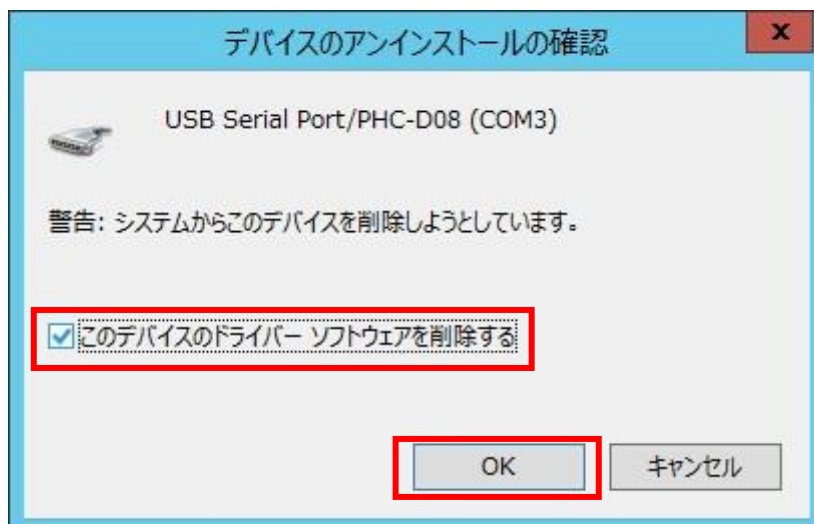 デバイスのアンインストールの確認
x
USB Serial Port/PHC-D08 (COM3)
警告: システムからこのデバイスを削除しようとしています。
このデバイスのドライバー ソフトウェアを削除する
OK
キャンセル